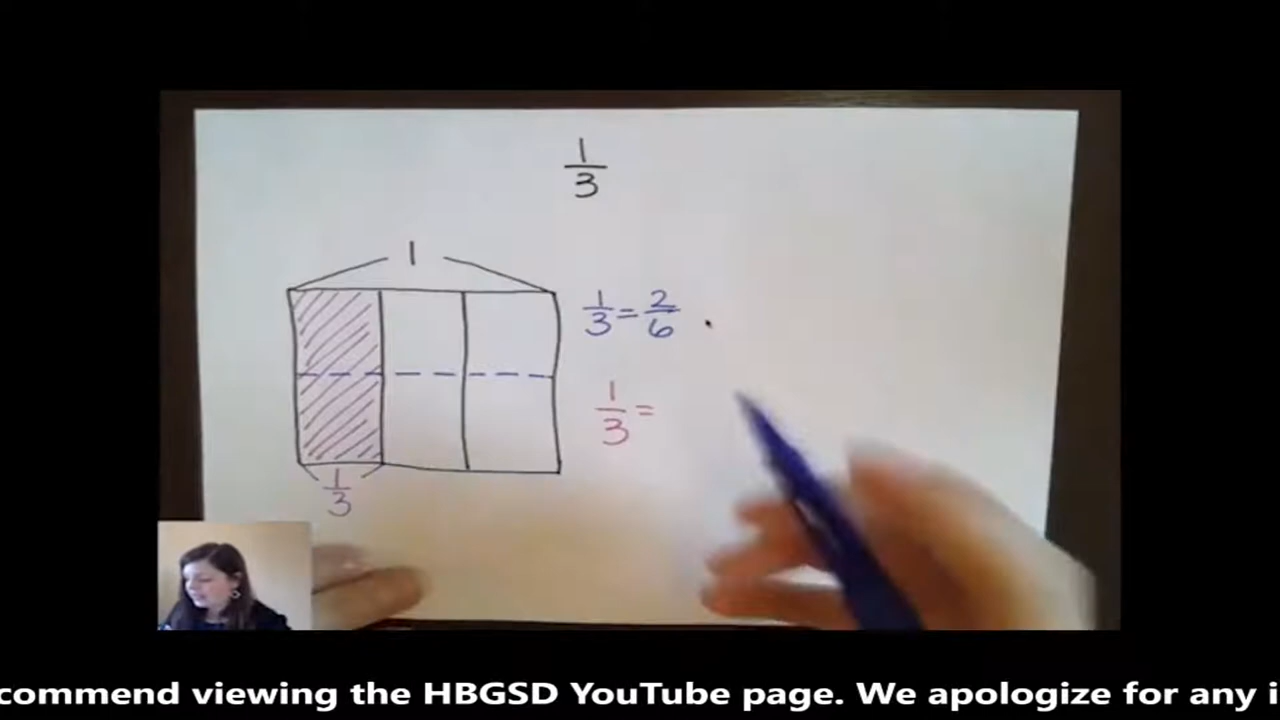 1/3
1
1/3 = 2/6
1/3 =
1/3
commend viewing the HBGSD YouTube page. We apologize for any i